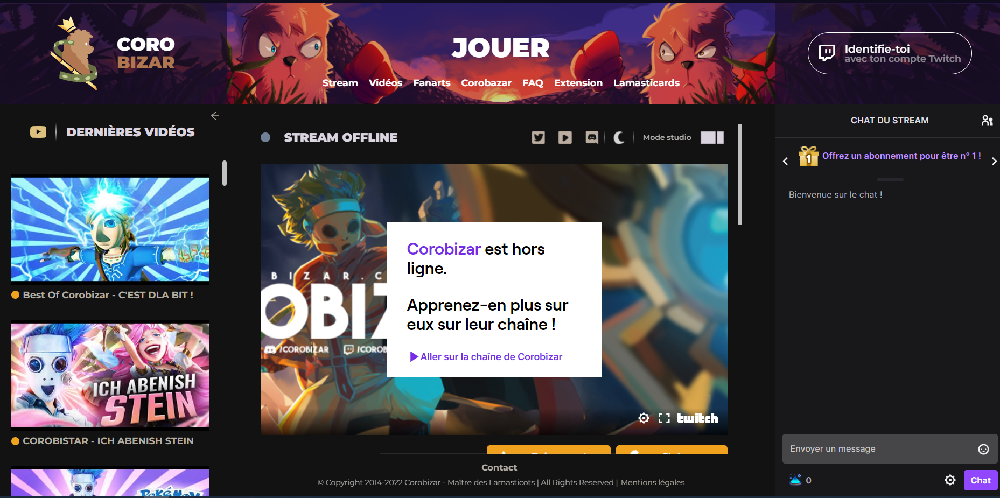 CORO
BIZAR
JOUER
Stream Vidéos Fanarts Corobazar FAQ Extension Lamasticards
Identifie-toi
avec ton compte Twitch
DERNIÈRES VIDÉOS
Best Of Corobizar - C'EST DLA BIT !
ICH ABENISH
STEIN
COROBISTAR - ICH ABENISH STEIN
POKÉMON
STREAM OFFLINE
Mode studio
BIZAR.C
OBIZ
/COROBIZAR /COROB
Corobizar est hors
ligne.
Apprenez-en plus sur
eux sur leur chaîne !
Aller sur la chaîne de Corobizar
twitch
Contact
© Copyright 2014-2022 Corobizar - Maître des Lamasticots | All Rights Reserved | Mentions légales
CHAT DU STREAM
1 Offrez un abonnement pour être n° 1 !
Bienvenue sur le chat !
Envoyer un message
0
Chat